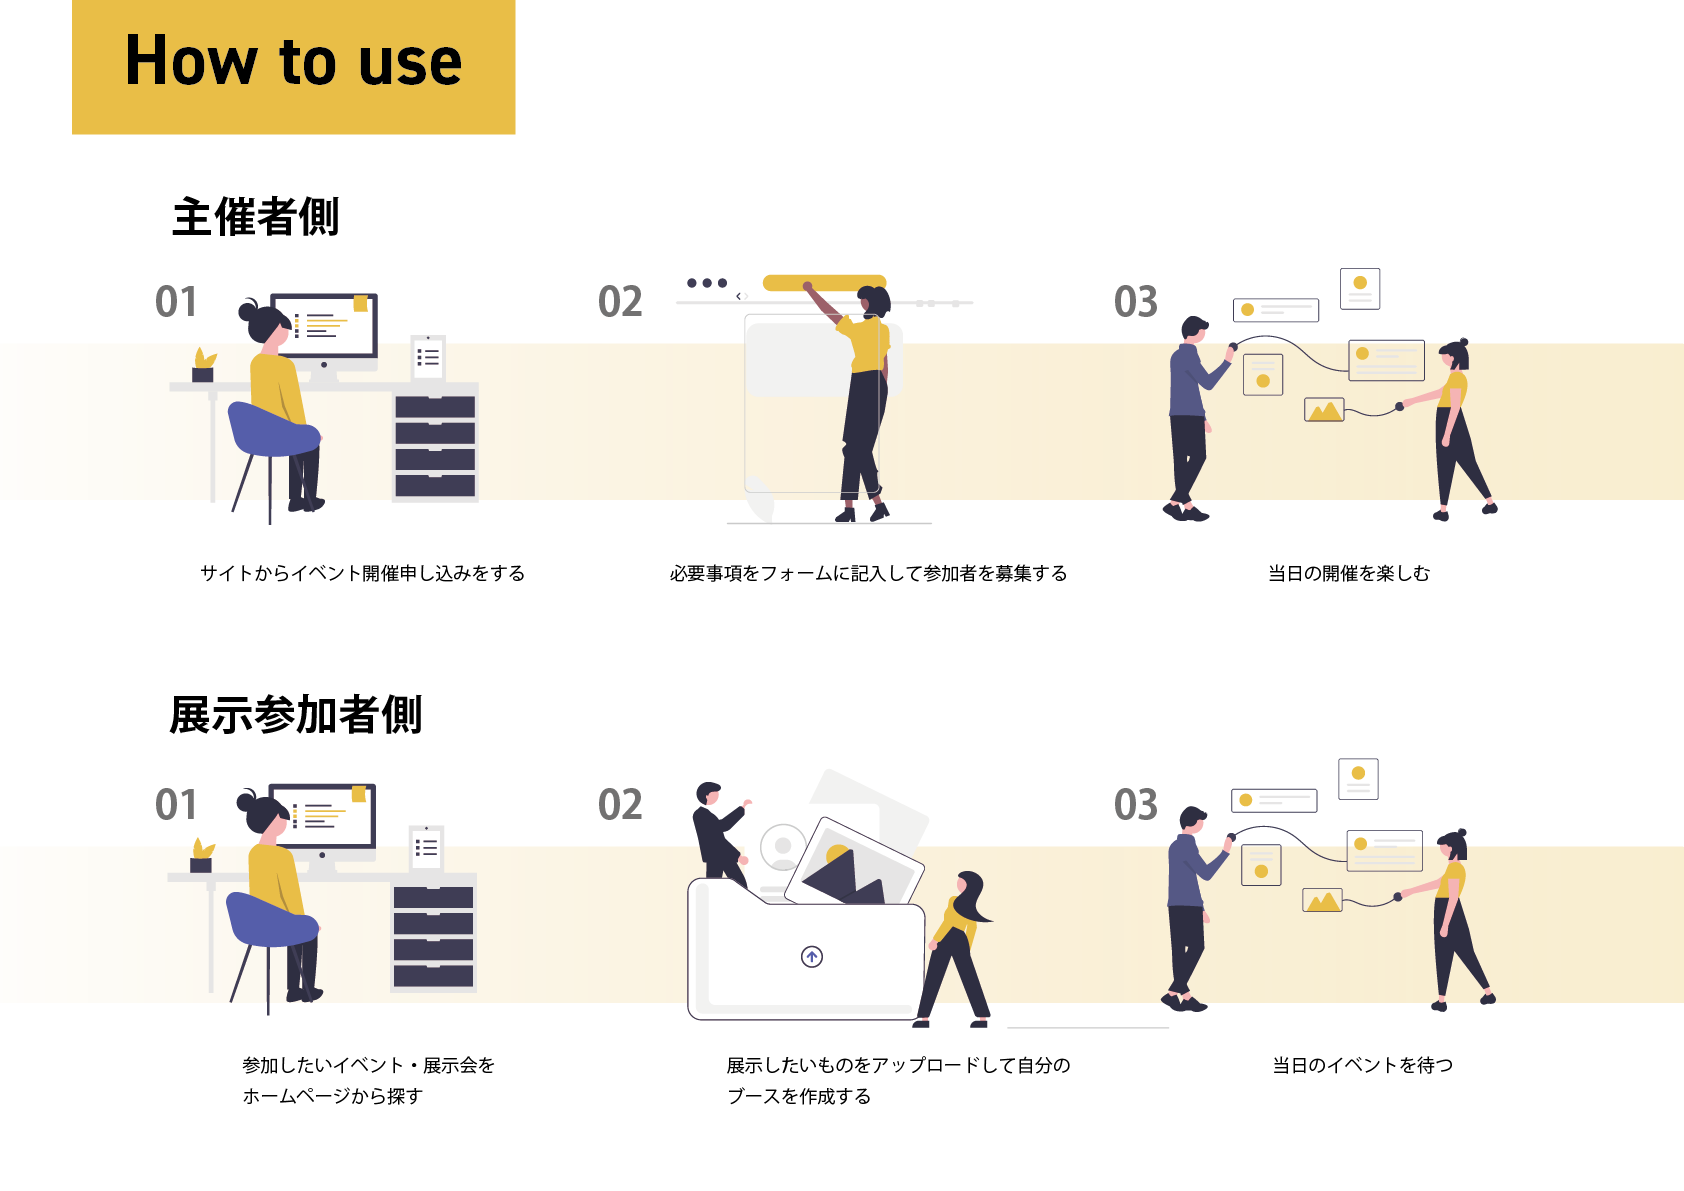 How to use
主催者側
01
02
03
サイトからイベント開催申し込みをする
必要事項をフォームに記入して参加者を募集する
当日の開催を楽しむ
展示参加者側
01
02
03
参加したいイベント・展示会を
ホームページから探す
展示したいものをアップロードして自分の
ブースを作成する
当日のイベントを待つ